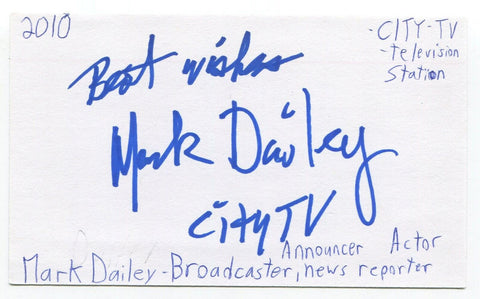 2010
-CITY-TV
-television
Station
Best wishes
Mark Dailey
CITYTV
Announcer Actor
Mark Dailey-Broadcaster, news reporter